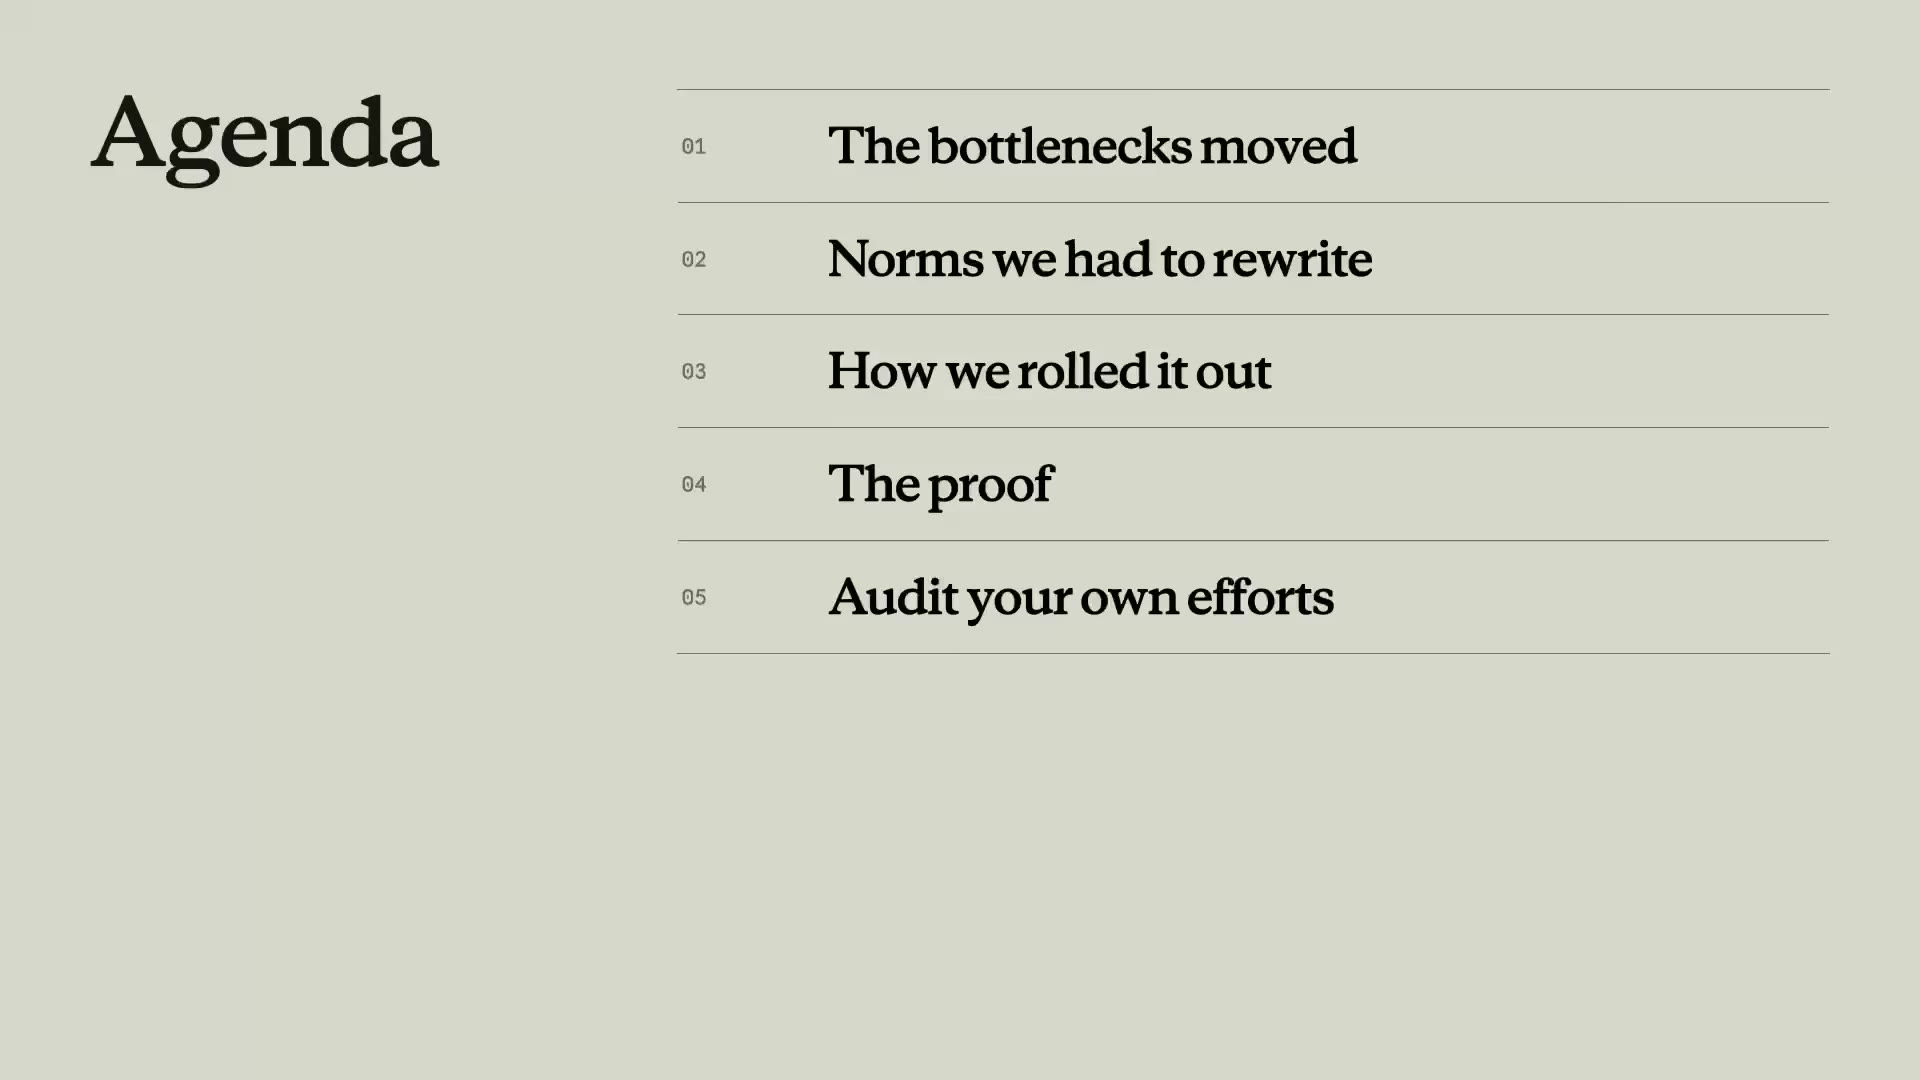 Agenda
01 The bottlenecks moved
02 Norms we had to rewrite
03 How we rolled it out
04 The proof
05 Audit your own efforts